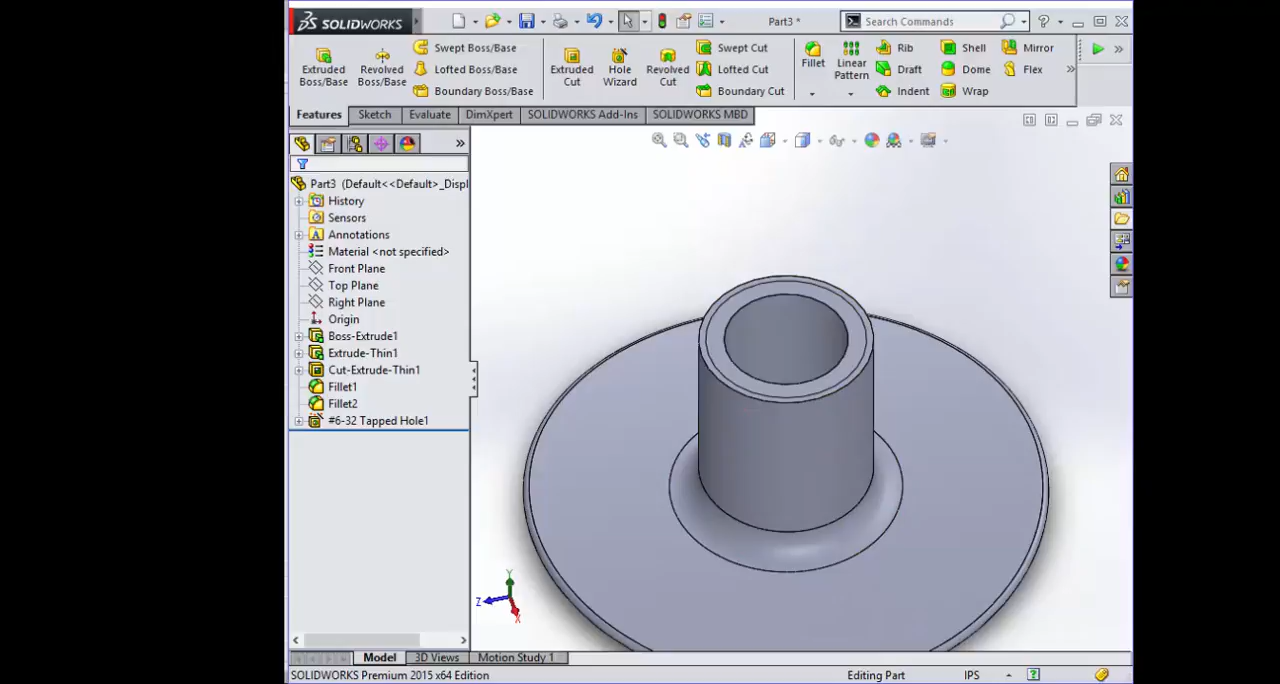 SOLIDWORKS
Part3 *
Search Commands
Extruded Boss/Base
Revolved Boss/Base
Swept Boss/Base
Lofted Boss/Base
Boundary Boss/Base
Extruded Cut
Hole Wizard
Revolved Cut
Swept Cut
Lofted Cut
Boundary Cut
Fillet
Linear Pattern
Rib
Draft
Indent
Shell
Dome
Wrap
Mirror
Flex
Features
Sketch
Evaluate
DimXpert
SOLIDWORKS Add-Ins
SOLIDWORKS MBD
Part3 (Default<<Default>_Displ
History
Sensors
Annotations
Material <not specified>
Front Plane
Top Plane
Right Plane
Origin
Boss-Extrude1
Extrude-Thin1
Cut-Extrude-Thin1
Fillet1
Fillet2
#6-32 Tapped Hole1
Y
Z
X
Model
3D Views
Motion Study 1
SOLIDWORKS Premium 2015 x64 Edition
Editing Part
IPS